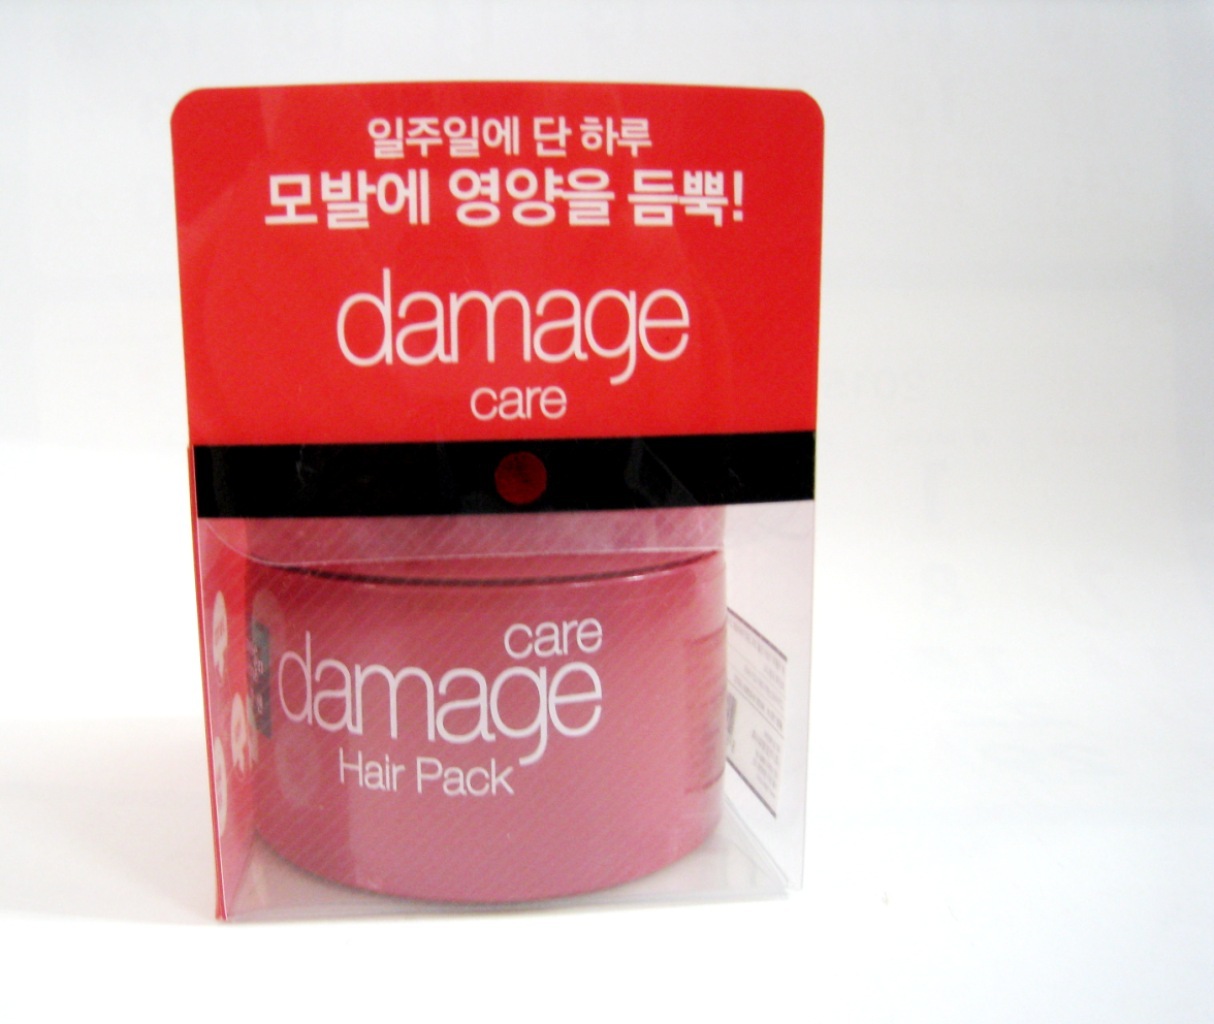 일주일에 단 하루
모발에 영양을 듬뿍!
damage
care
care
damage
Hair Pack